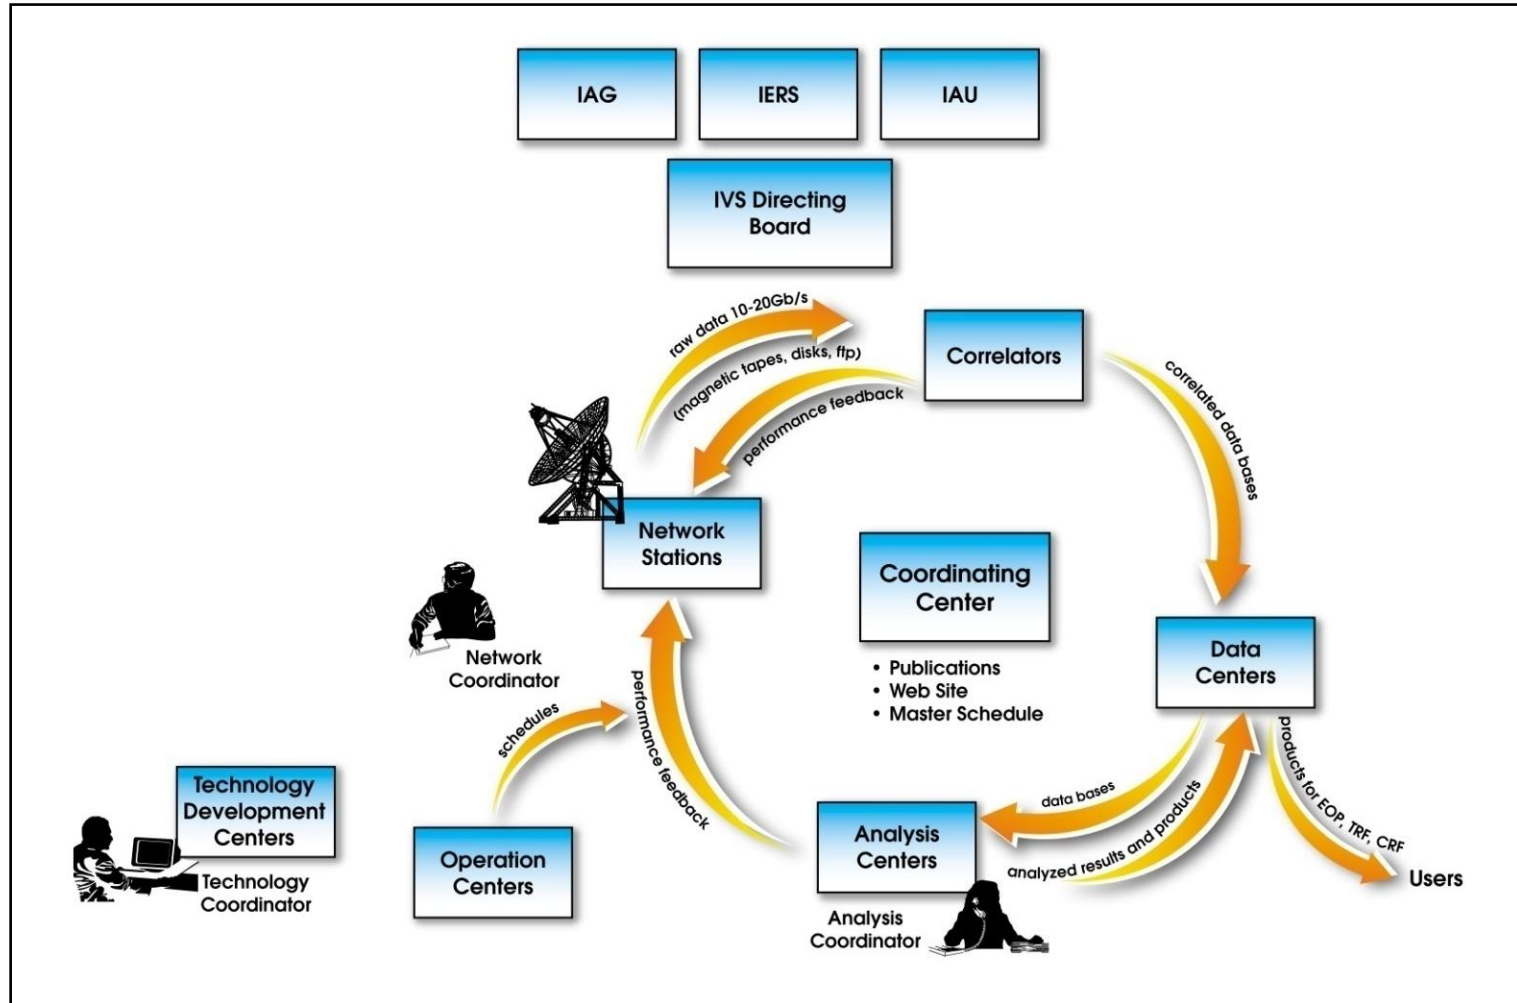 IAG
IERS
IAU
IVS Directing
Board
raw data 10-20Gb/s
(magnetic tapes, disks, ftp)
performance feedback
Correlators
correlated data bases
Network
Stations
Coordinating
Center
• Publications
• Web Site
• Master Schedule
Network
Coordinator
Data
Centers
schedules
performance feedback
Technology
Development
Centers
Technology
Coordinator
Operation
Centers
data bases
analyzed results and products
Analysis
Centers
Analysis
Coordinator
products for EOP, TRF, CRF
Users